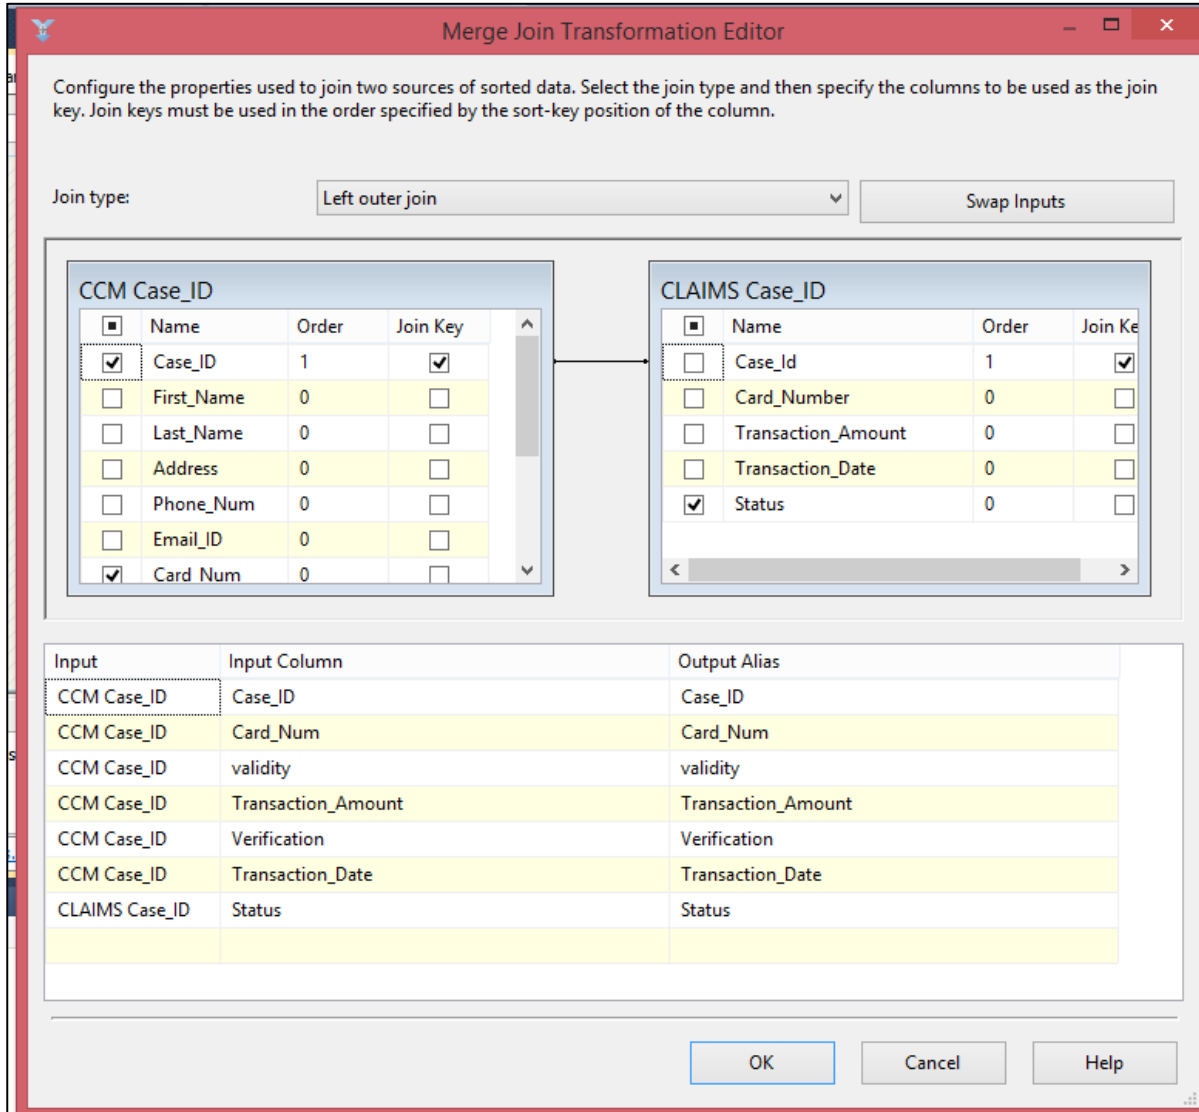 Merge Join Transformation Editor
Configure the properties used to join two sources of sorted data. Select the join type and then specify the columns to be used as the join
key. Join keys must be used in the order specified by the sort-key position of the column.
Join type: Left outer join Swap Inputs
CCM Case_ID
Name Order Join Key
Case_ID 1
First_Name 0
Last_Name 0
Address 0
Phone_Num 0
Email_ID 0
Card_Num 0
CLAIMS Case_ID
Name Order Join Ke
Case_Id 1
Card_Number 0
Transaction_Amount 0
Transaction_Date 0
Status 0
Input Input Column Output Alias
CCM Case_ID Case_ID Case_ID
CCM Case_ID Card_Num Card_Num
CCM Case_ID validity validity
CCM Case_ID Transaction_Amount Transaction_Amount
CCM Case_ID Verification Verification
CCM Case_ID Transaction_Date Transaction_Date
CLAIMS Case_ID Status Status
OK Cancel Help